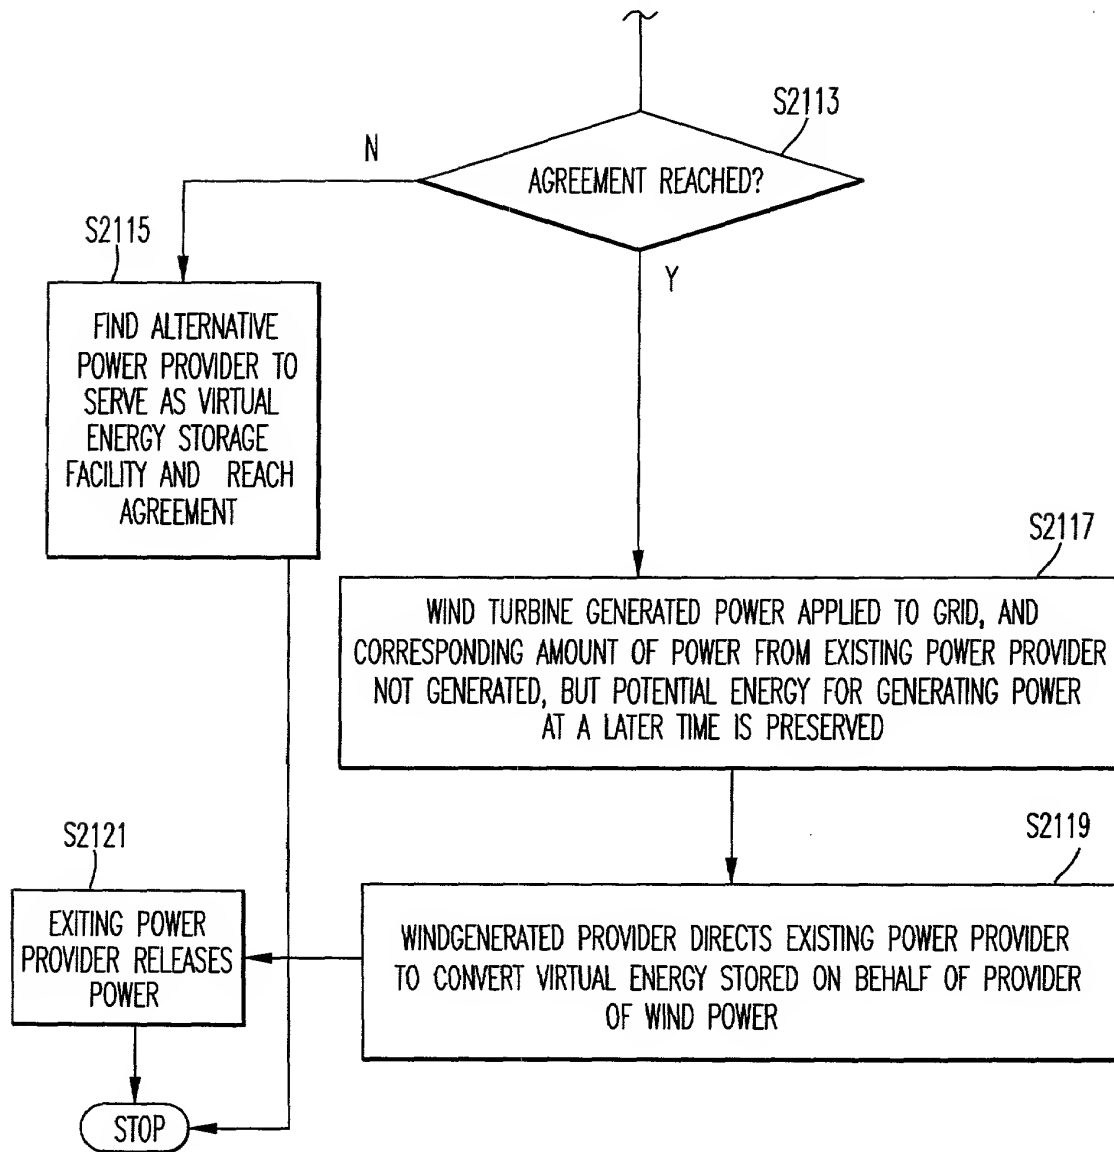 S2113
N
AGREEMENT REACHED?
Y
S2115
FIND ALTERNATIVE
POWER PROVIDER TO
SERVE AS VIRTUAL
ENERGY STORAGE
FACILITY AND REACH
AGREEMENT
S2117
WIND TURBINE GENERATED POWER APPLIED TO GRID, AND
CORRESPONDING AMOUNT OF POWER FROM EXISTING POWER PROVIDER
NOT GENERATED, BUT POTENTIAL ENERGY FOR GENERATING POWER
AT A LATER TIME IS PRESERVED
S2119
WINDGENERATED PROVIDER DIRECTS EXISTING POWER PROVIDER
TO CONVERT VIRTUAL ENERGY STORED ON BEHALF OF PROVIDER
OF WIND POWER
S2121
EXITING POWER
PROVIDER RELEASES
POWER
STOP